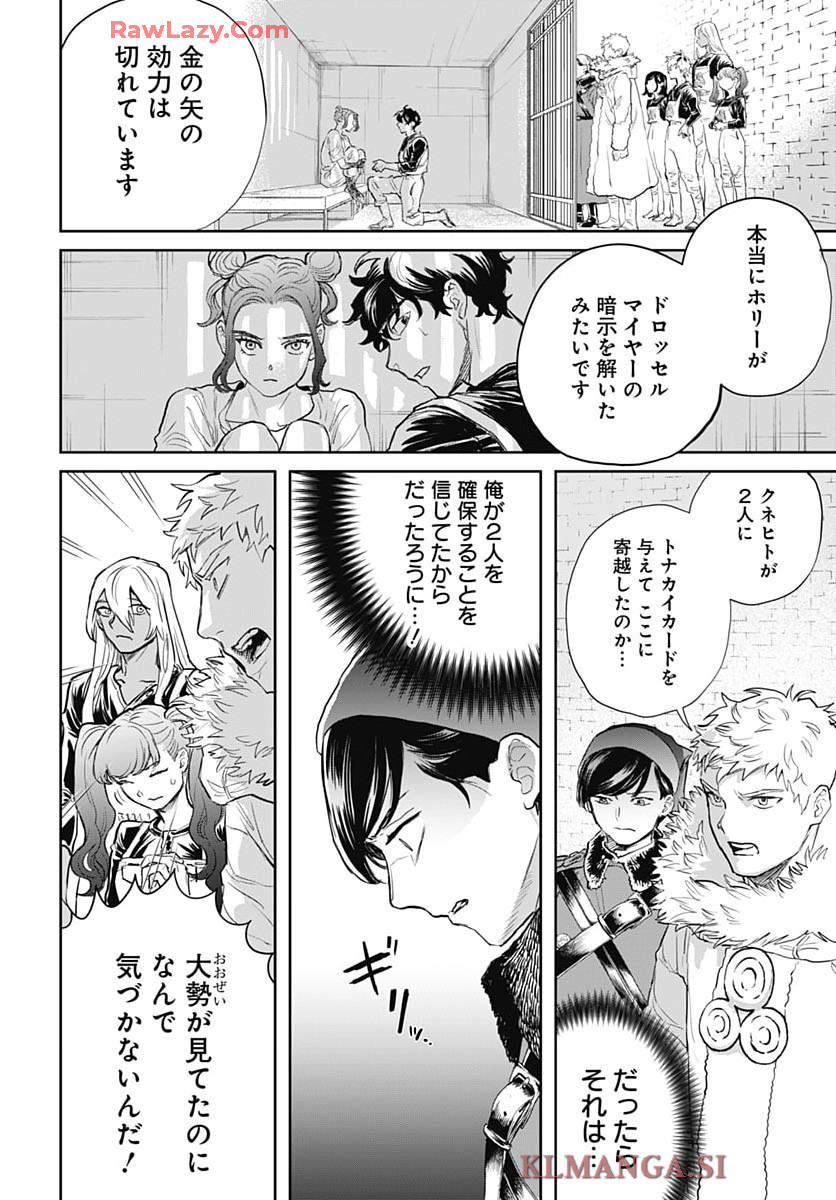 RawLazy.Com
金の矢の
効力は
切れています
本当にホリーが
ドロッセル
マイヤーの
暗示を解いた
みたいです
クネヒトが
2人に
トナカイカードを
与えて ここに
寄越したのか…
だったら
それは…
俺が2人を
確保することを
信じてたから
だったろうに…!
ギリッ
おおぜい
大勢が見てたのに
なんで
気づかないんだ!
KLMANGA.SI